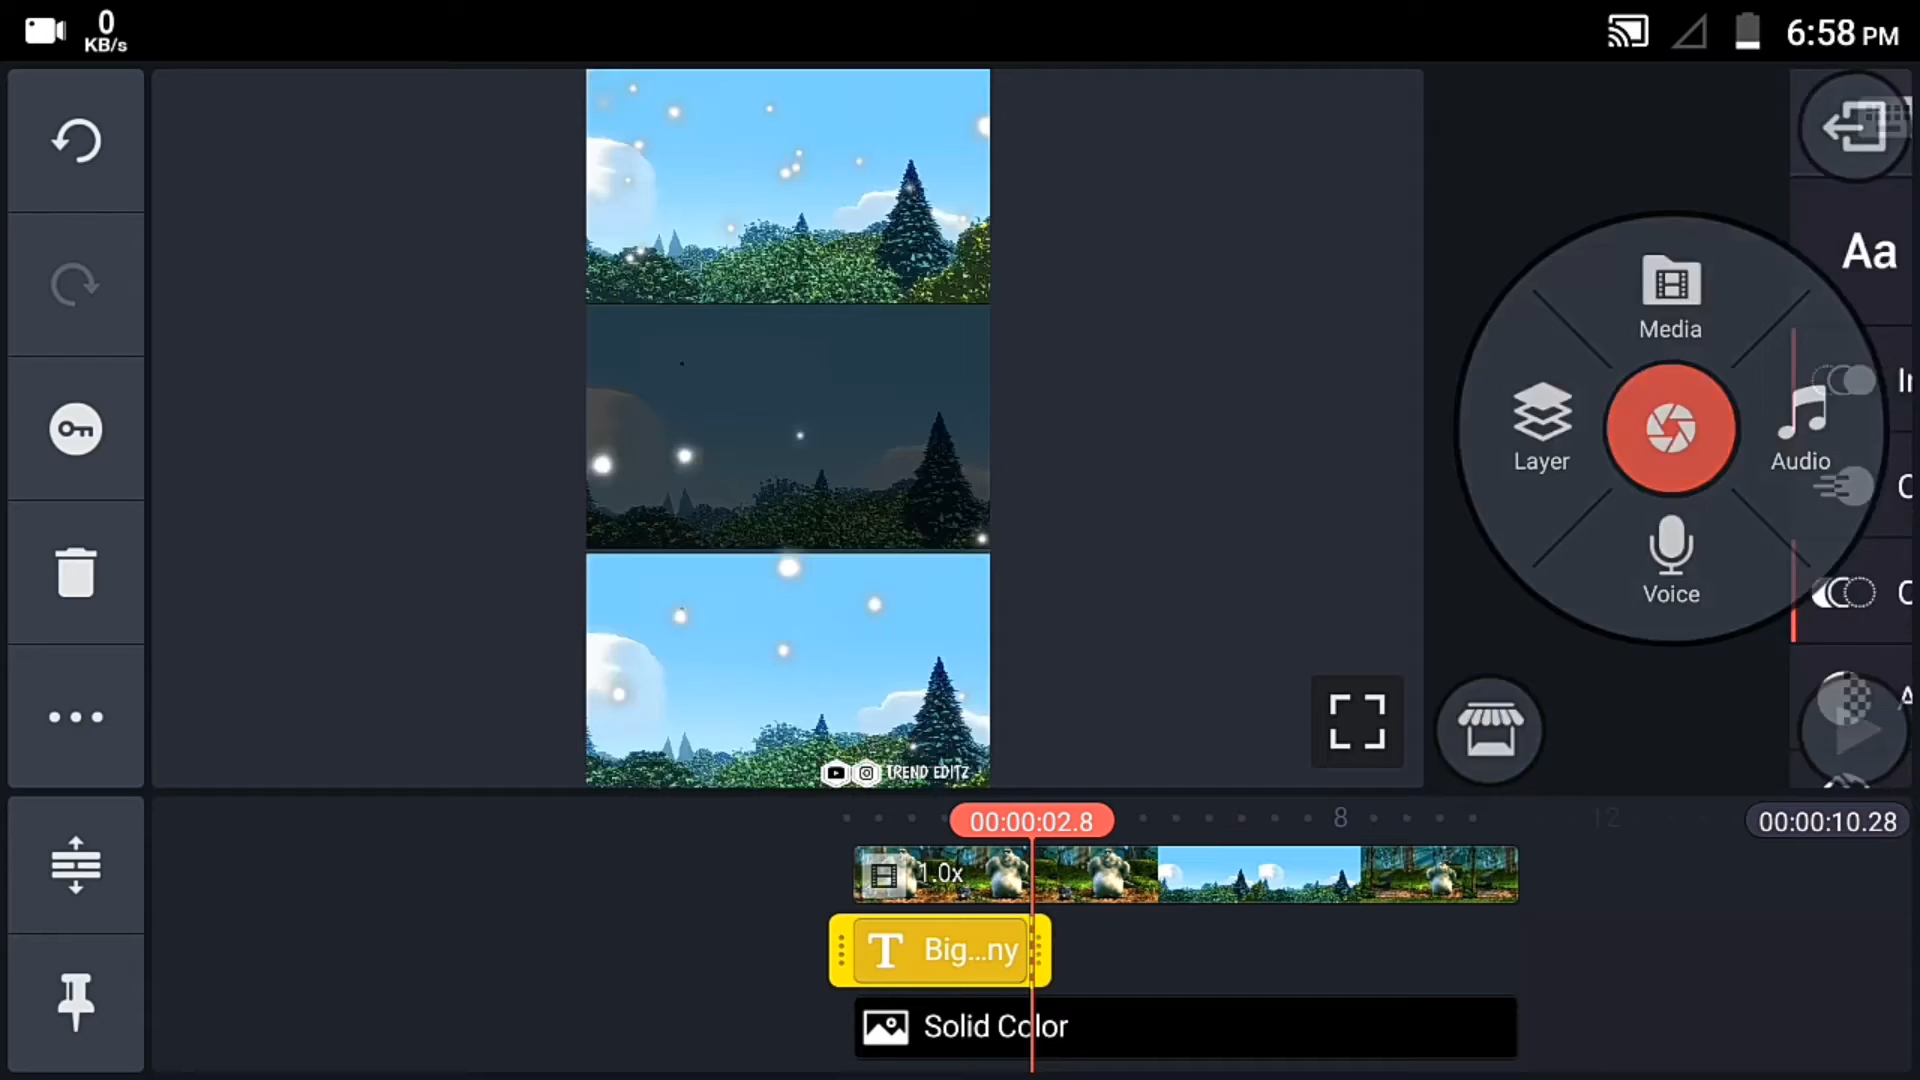 0
KB/s
6:58 PM
Aa
Media
Layer
Audio
Voice
TREND EDITZ
00:00:02.8
8
12
00:00:10.28
1.0x
Big...ny
Solid Color